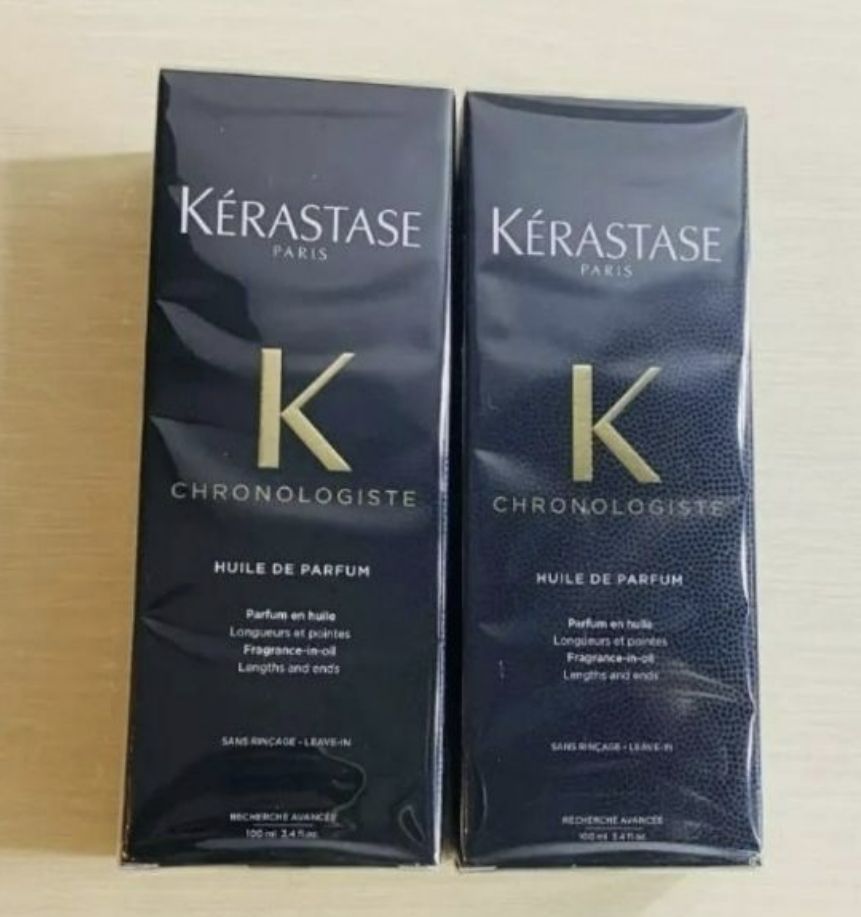 KÉRASTASE
PARIS
K
CHRONOLOGISTE
HUILE DE PARFUM
Parfum en huile
Longueurs et pointes
Fragrance-in-oil
Lengths and ends
SANS RINÇAGE - LEAVE-IN
RECHERCHE AVANCÉE
100 ml 3.4 fl.oz.
KÉRASTASE
PARIS
K
CHRONOLOGISTE
HUILE DE PARFUM
Parfum en huile
Longueurs et pointes
Fragrance-in-oil
Lengths and ends
SANS RINÇAGE - LEAVE-IN
RECHERCHE AVANCÉE
100 ml 3.4 fl.oz.